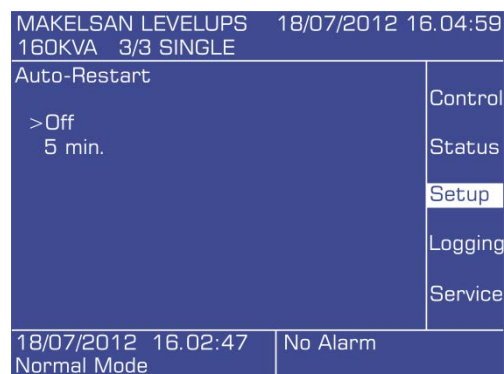 MAKELSAN LEVELUPS 18/07/2012 16.04:59
160KVA 3/3 SINGLE
Auto-Restart
>Off
5 min.
Control
Status
Setup
Logging
Service
18/07/2012 16.02:47 No Alarm
Normal Mode